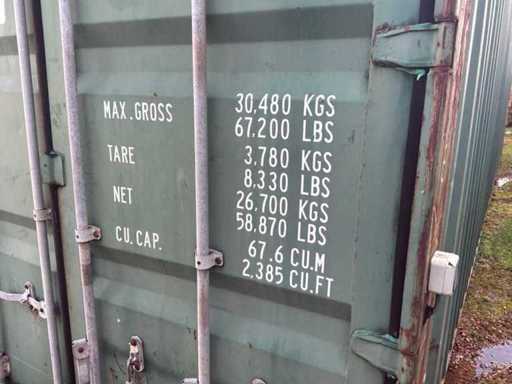 MAX.GROSS 30,480 KGS
67,200 LBS
TARE 3,780 KGS
8,330 LBS
NET 26,700 KGS
58,870 LBS
CU.CAP. 67.6 CU.M
2,385 CU.FT